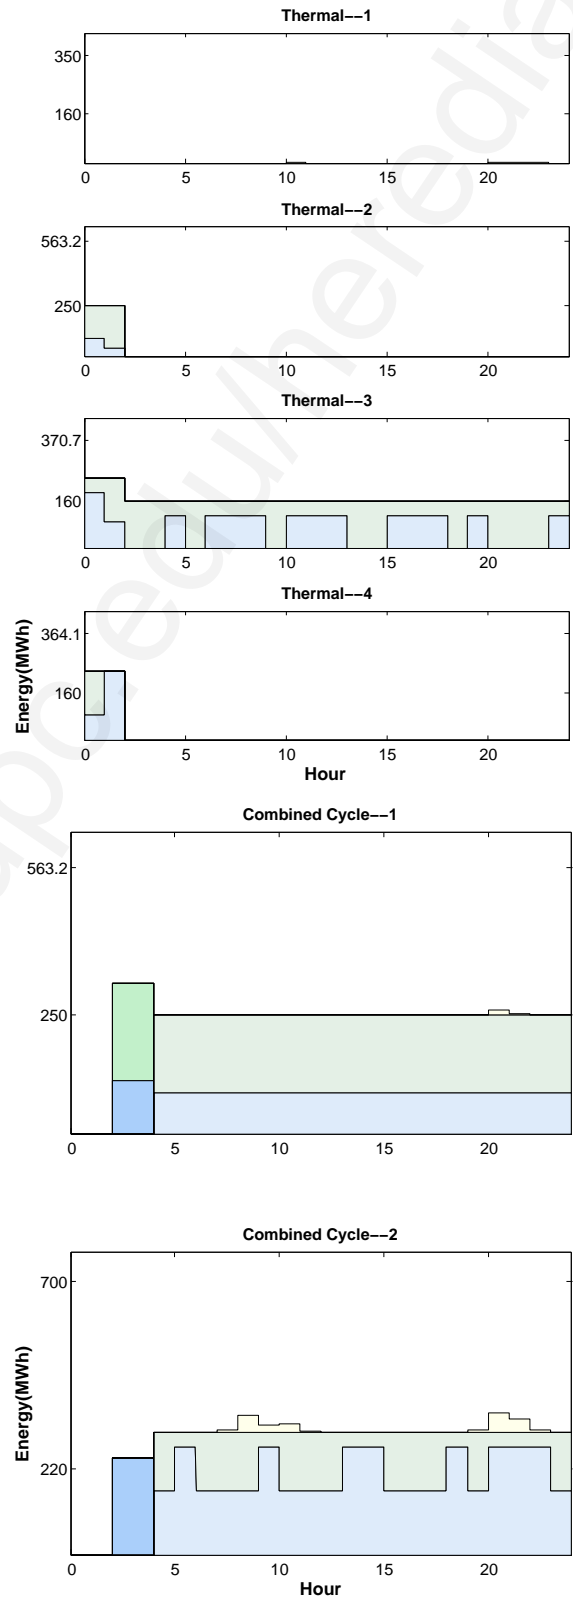 Thermal−−1
350
160
0 5 10 15 20
Thermal−−2
563.2
250
0 5 10 15 20
Thermal−−3
370.7
160
0 5 10 15 20
Thermal−−4
364.1
160
Energy(MWh)
0 5 10 15 20
Hour
Combined Cycle−−1
563.2
250
0 5 10 15 20
Combined Cycle−−2
700
220
Energy(MWh)
0 5 10 15 20
Hour
upc.edu/heredia